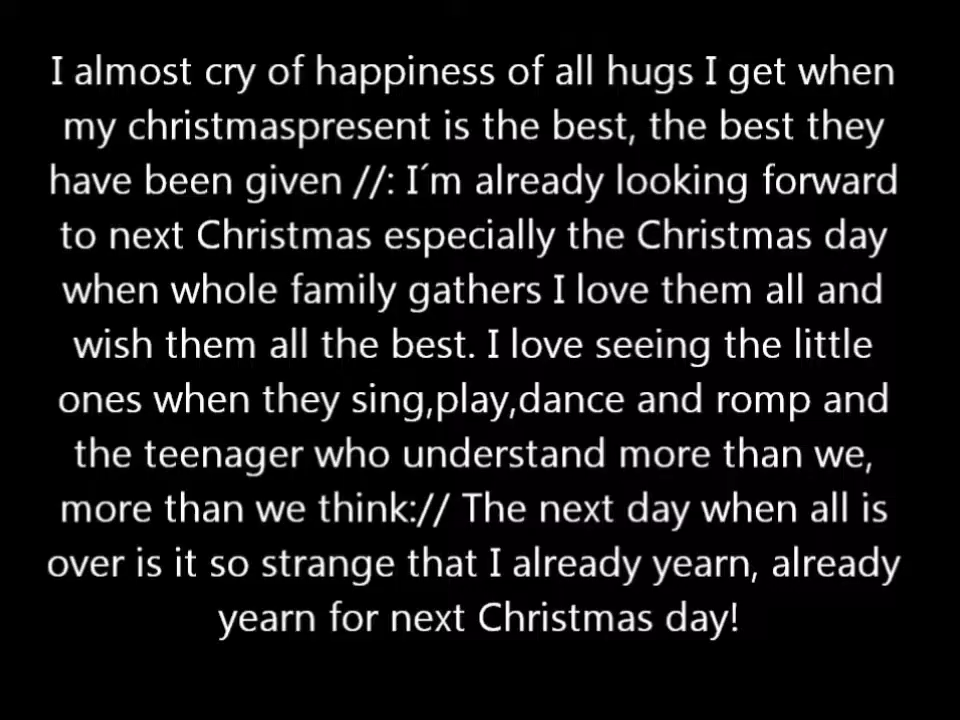 I almost cry of happiness of all hugs I get when
my christmaspresent is the best, the best they
have been given //: I´m already looking forward
to next Christmas especially the Christmas day
when whole family gathers I love them all and
wish them all the best. I love seeing the little
ones when they sing,play,dance and romp and
the teenager who understand more than we,
more than we think:// The next day when all is
over is it so strange that I already yearn, already
yearn for next Christmas day!